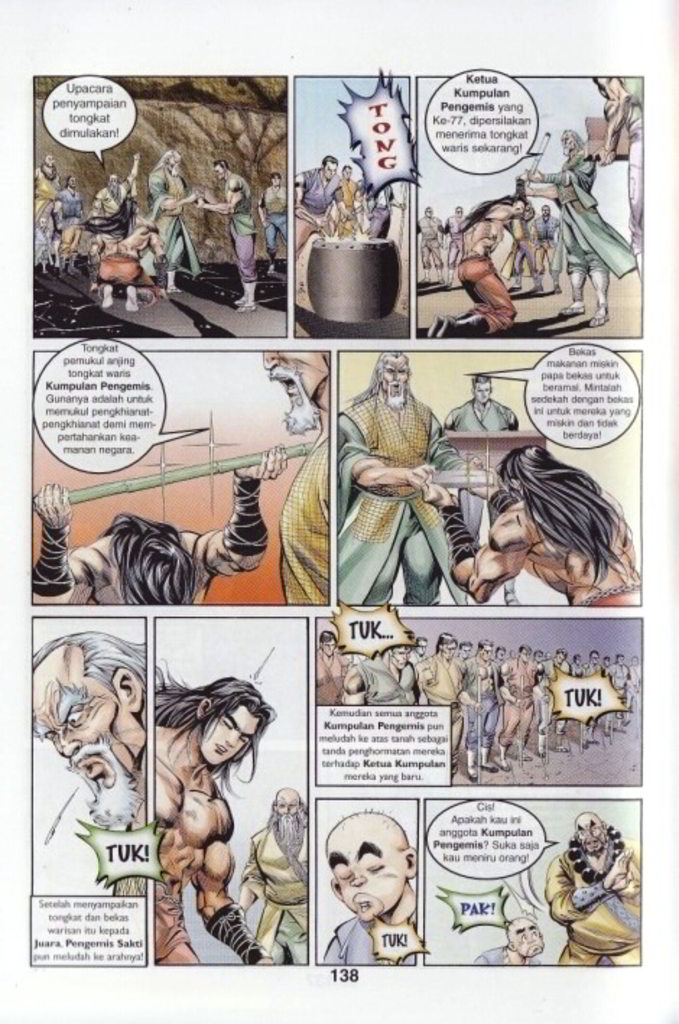 Upacara
penyampaian
tongkat
dimulakan!
TONG
Ketua
Kumpulan
Pengemis yang
Ke-77, dipersilakan
menerima tongkat
waris sekarang!
Tongkat
pemukul anjing
tongkat waris
Kumpulan Pengemis.
Gunanya adalah untuk
memukul pengkhianat-
pengkhianat demi mem-
pertahankan kea-
manan negara.
Bekas
makanan miskin
papa bekas untuk
beramal. Mintalah
sedekah dengan bekas
ini untuk mereka yang
miskin dan tidak
berdaya!
TUK!
Setelah menyampaikan
tongkat dan bekas
warisan itu kepada
Juara, Pengemis Sakti
pun meludah ke arahnya!
TUK...
TUK!
Kemudian semua anggota
Kumpulan Pengemis pun
meludah ke atas tanah sebagai
tanda penghormatan mereka
terhadap Ketua Kumpulan
mereka yang baru.
TUK!
Cis!
Apakah kau ini
anggota Kumpulan
Pengemis? Suka saja
kau meniru orang!
PAK!
138